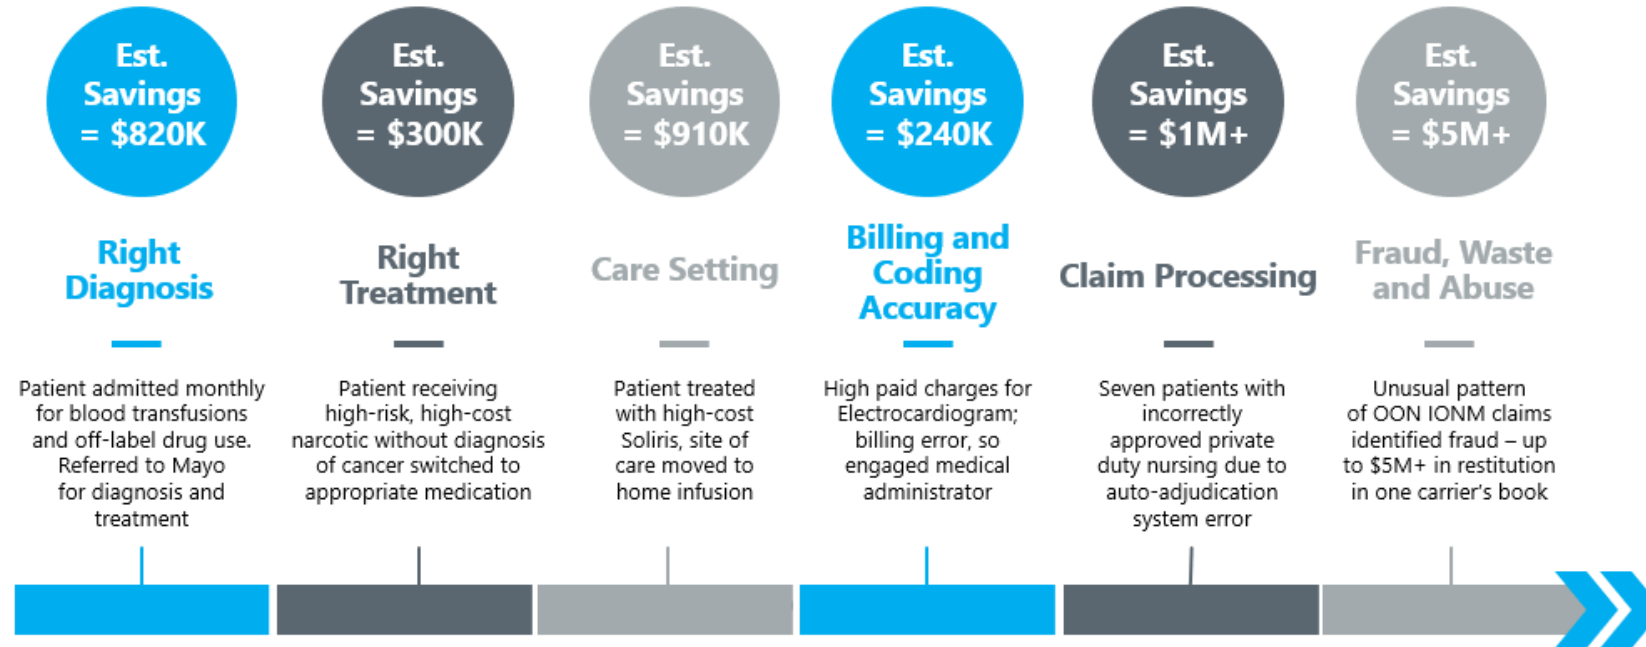 Est.
Savings
= $820K
Right
Diagnosis
Patient admitted monthly
for blood transfusions
and off-label drug use.
Referred to Mayo
for diagnosis and
treatment
Est.
Savings
= $300K
Right
Treatment
Patient receiving
high-risk, high-cost
narcotic without diagnosis
of cancer switched to
appropriate medication
Est.
Savings
= $910K
Care Setting
Patient treated
with high-cost
Soliris, site of
care moved to
home infusion
Est.
Savings
= $240K
Billing and
Coding
Accuracy
High paid charges for
Electrocardiogram;
billing error, so
engaged medical
administrator
Est.
Savings
= $1M+
Claim Processing
Seven patients with
incorrectly
approved private
duty nursing due to
auto-adjudication
system error
Est.
Savings
= $5M+
Fraud, Waste
and Abuse
Unusual pattern
of OON IONM claims
identified fraud – up
to $5M+ in restitution
in one carrier's book